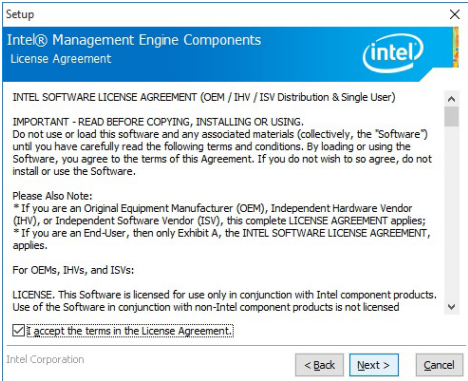 Setup
Intel® Management Engine Components
License Agreement
intel
INTEL SOFTWARE LICENSE AGREEMENT (OEM / IHV / ISV Distribution & Single User)
IMPORTANT - READ BEFORE COPYING, INSTALLING OR USING.
Do not use or load this software and any associated materials (collectively, the "Software")
until you have carefully read the following terms and conditions. By loading or using the
Software, you agree to the terms of this Agreement. If you do not wish to so agree, do not
install or use the Software.
Please Also Note:
* If you are an Original Equipment Manufacturer (OEM), Independent Hardware Vendor
(IHV), or Independent Software Vendor (ISV), this complete LICENSE AGREEMENT applies;
* If you are an End-User, then only Exhibit A, the INTEL SOFTWARE LICENSE AGREEMENT,
applies.
For OEMs, IHVs, and ISVs:
LICENSE. This Software is licensed for use only in conjunction with Intel component products.
Use of the Software in conjunction with non-Intel component products is not licensed
I accept the terms in the License Agreement.
Intel Corporation
< Back
Next >
Cancel